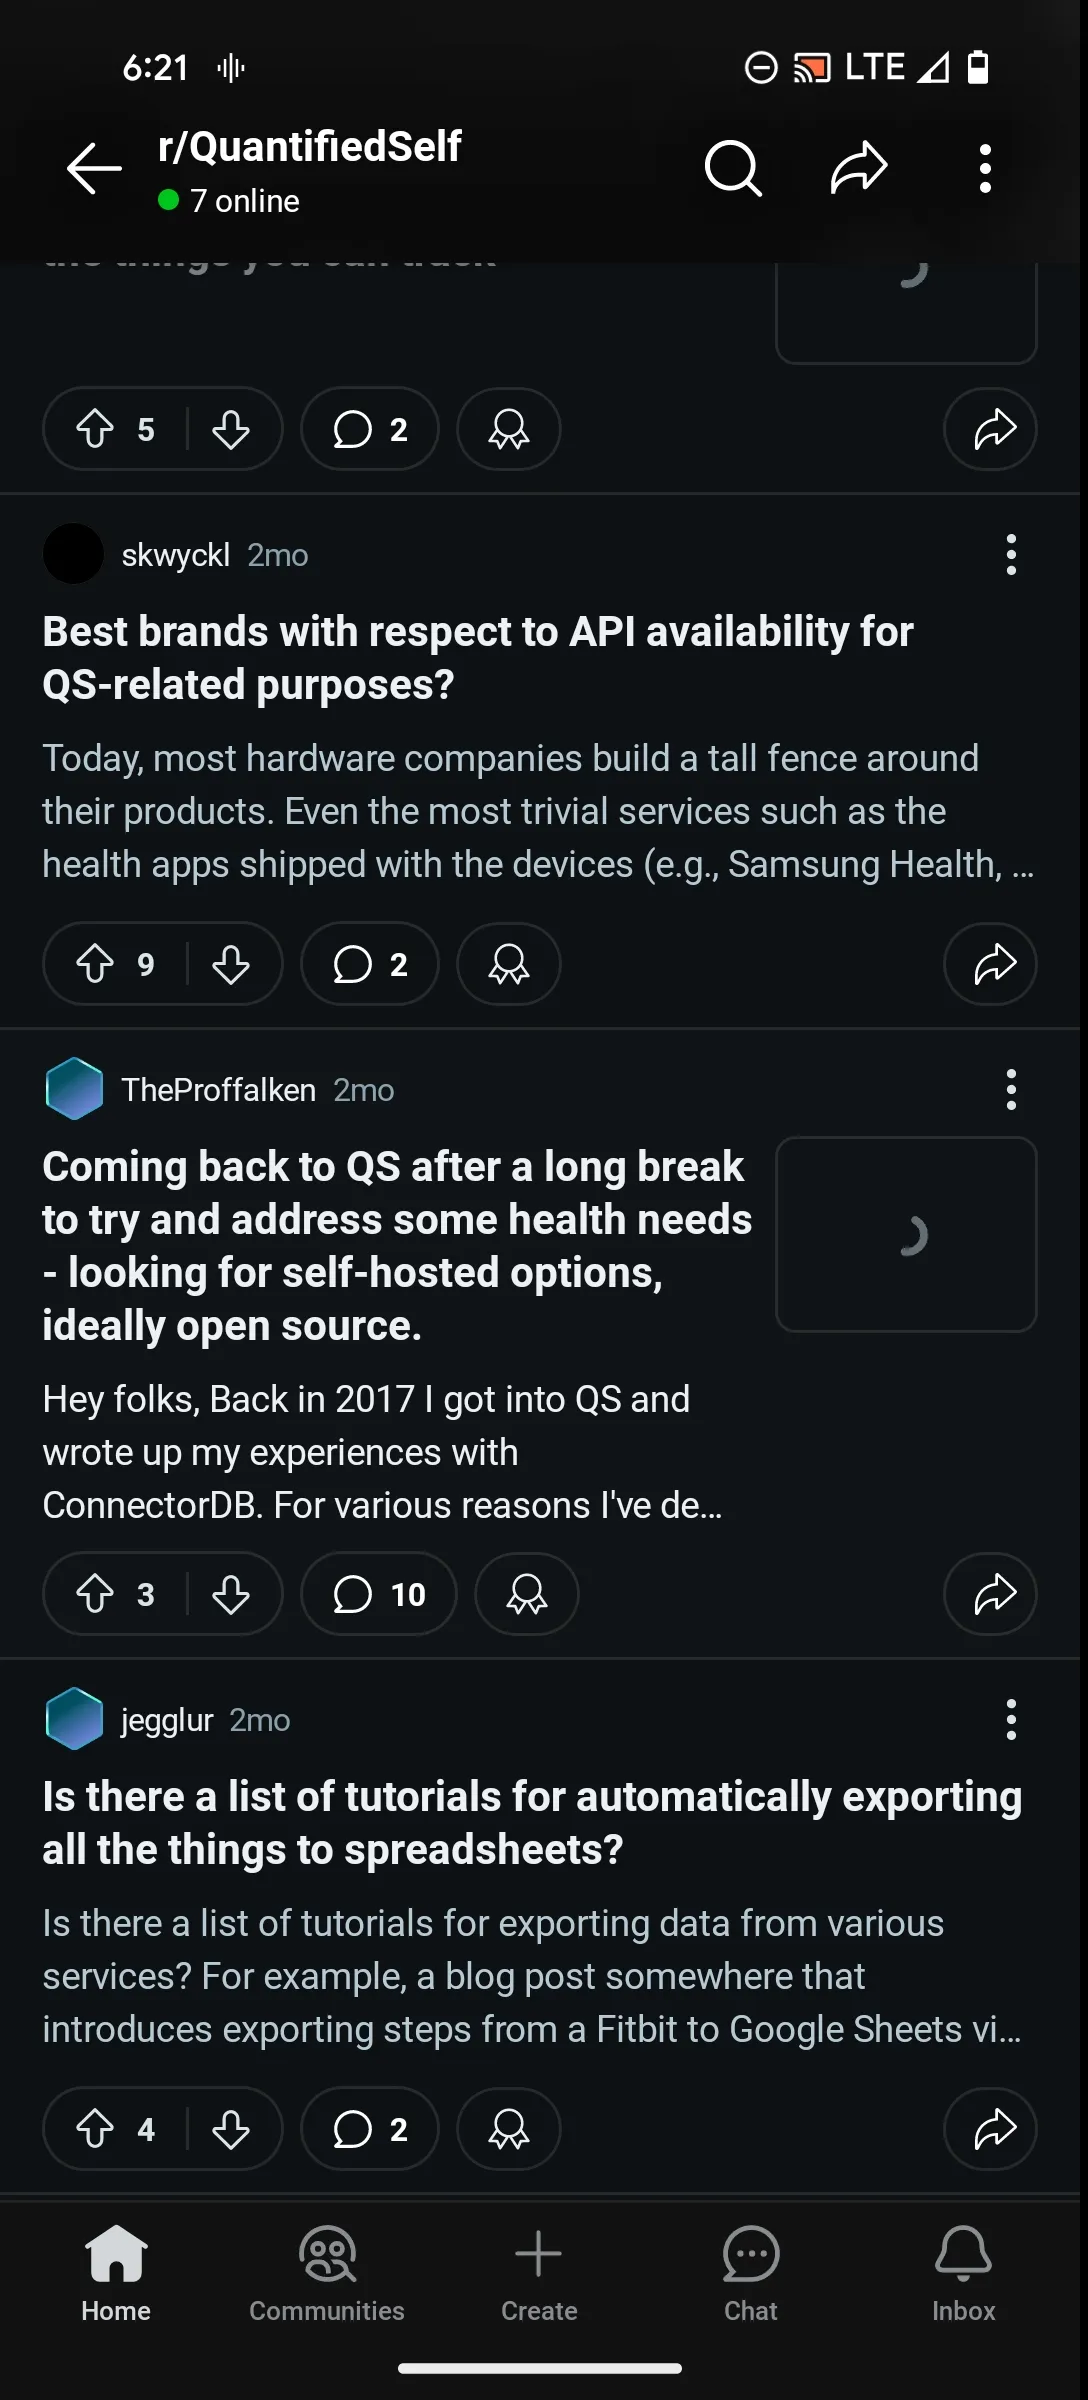 6:21
LTE
r/QuantifiedSelf
7 online
the things you can track
5
2
skwyckl 2mo
Best brands with respect to API availability for
QS-related purposes?
Today, most hardware companies build a tall fence around
their products. Even the most trivial services such as the
health apps shipped with the devices (e.g., Samsung Health, ...
9
2
TheProffalken 2mo
Coming back to QS after a long break
to try and address some health needs
- looking for self-hosted options,
ideally open source.
Hey folks, Back in 2017 I got into QS and
wrote up my experiences with
ConnectorDB. For various reasons I've de...
3
10
jegglur 2mo
Is there a list of tutorials for automatically exporting
all the things to spreadsheets?
Is there a list of tutorials for exporting data from various
services? For example, a blog post somewhere that
introduces exporting steps from a Fitbit to Google Sheets vi...
4
2
Home
Communities
Create
Chat
Inbox